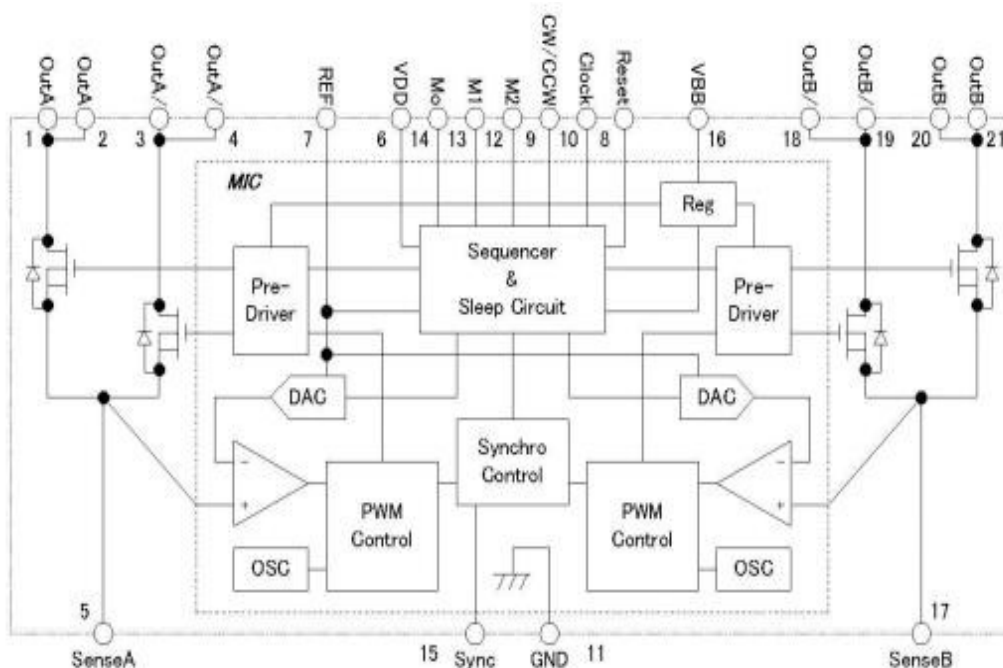 OutA
OutA
OutA/
OutA/
REF
VDD
Mo
M1
M2
CW/CCW
Clock
Reset
VBB
OutB/
OutB/
OutB
OutB
1
2
3
4
7
6
14
13
12
9
10
8
16
18
19
20
21
MIC
Reg
Sequencer
&
Sleep Circuit
Pre-
Driver
Pre-
Driver
DAC
DAC
Synchro
Control
−
+
−
+
PWM
Control
PWM
Control
OSC
OSC
5
17
SenseA
15
Sync
GND
11
SenseB